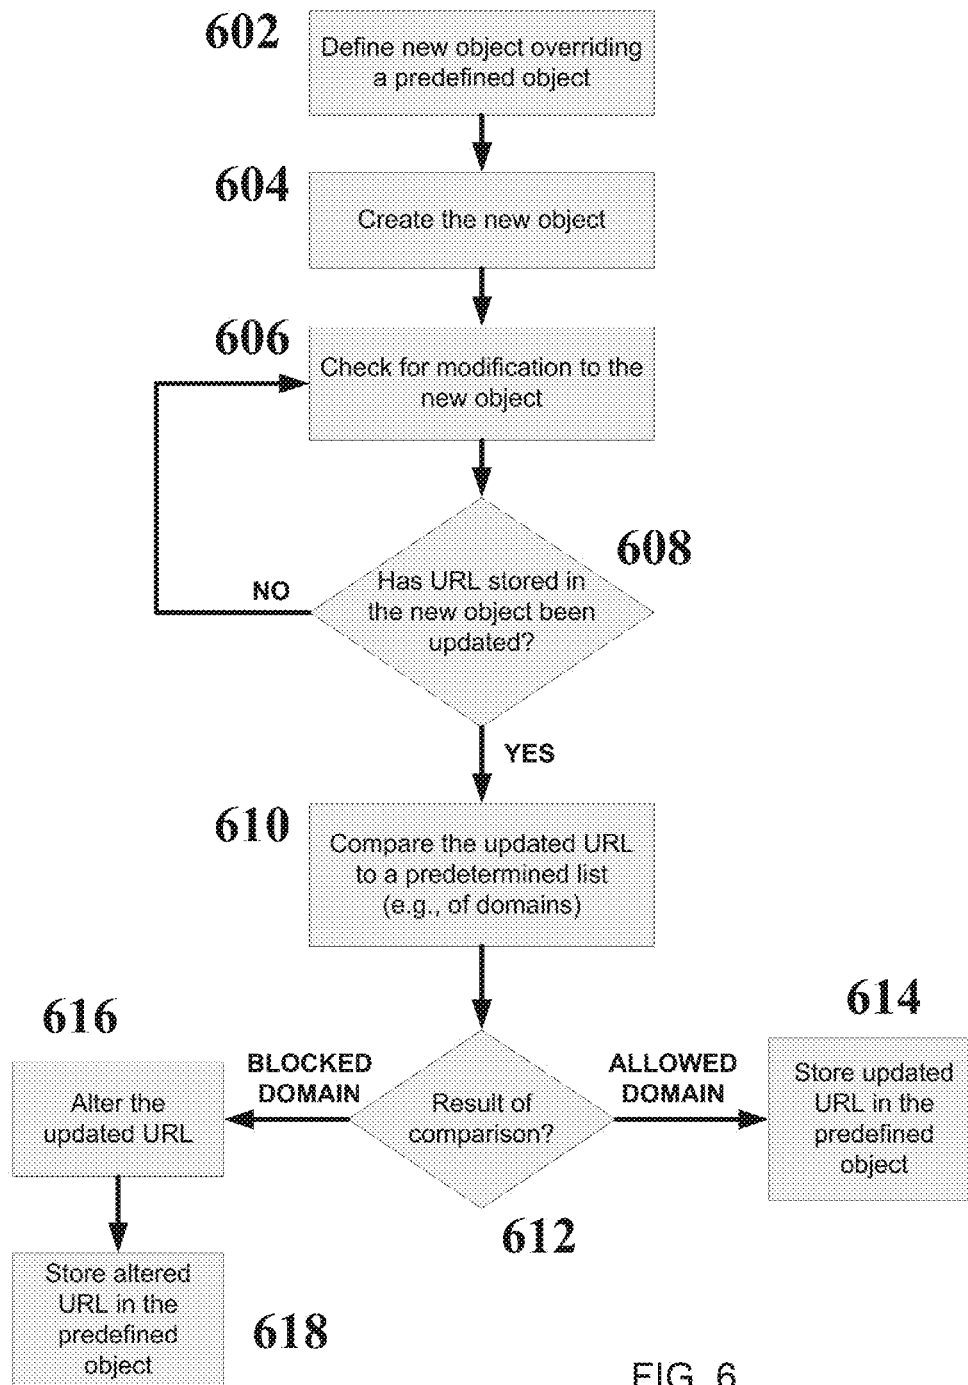 602
Define new object overriding
a predefined object
604
Create the new object
606
Check for modification to the
new object
608
Has URL stored in
the new object been
updated?
NO
YES
610
Compare the updated URL
to a predetermined list
(e.g., of domains)
616
614
BLOCKED
DOMAIN
ALLOWED
DOMAIN
Alter the
updated URL
Result of
comparison?
Store updated
URL in the
predefined
object
612
Store altered
URL in the
predefined
object
618
FIG. 6